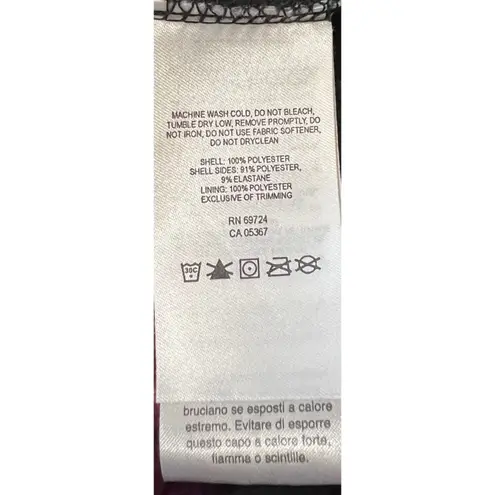 MACHINE WASH COLD, DO NOT BLEACH,
TUMBLE DRY LOW, REMOVE PROMPTLY, DO
NOT IRON, DO NOT USE FABRIC SOFTENER,
DO NOT DRYCLEAN
SHELL: 100% POLYESTER
SHELL SIDES: 91% POLYESTER,
9% ELASTANE
LINING: 100% POLYESTER
EXCLUSIVE OF TRIMMING
RN 69724
CA 05367
30C
bruciano se esposti a calore
estremo. Evitare di esporre
questo capo a calore forte,
fiamma o scintille.